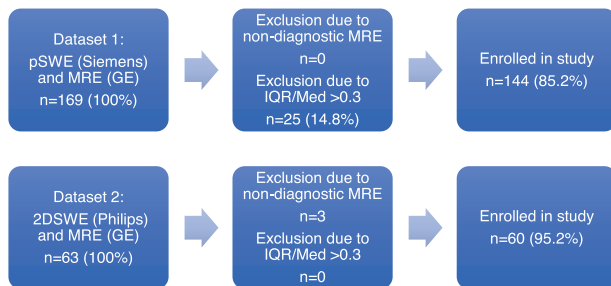 Dataset 1:
pSWE (Siemens)
and MRE (GE)
n=169 (100%)
Exclusion due to
non-diagnostic MRE
n=0
Exclusion due to
IQR/Med >0.3
n=25 (14.8%)
Enrolled in study
n=144 (85.2%)
Dataset 2:
2DSWE (Philips)
and MRE (GE)
n=63 (100%)
Exclusion due to
non-diagnostic MRE
n=3
Exclusion due to
IQR/Med >0.3
n=0
Enrolled in study
n=60 (95.2%)